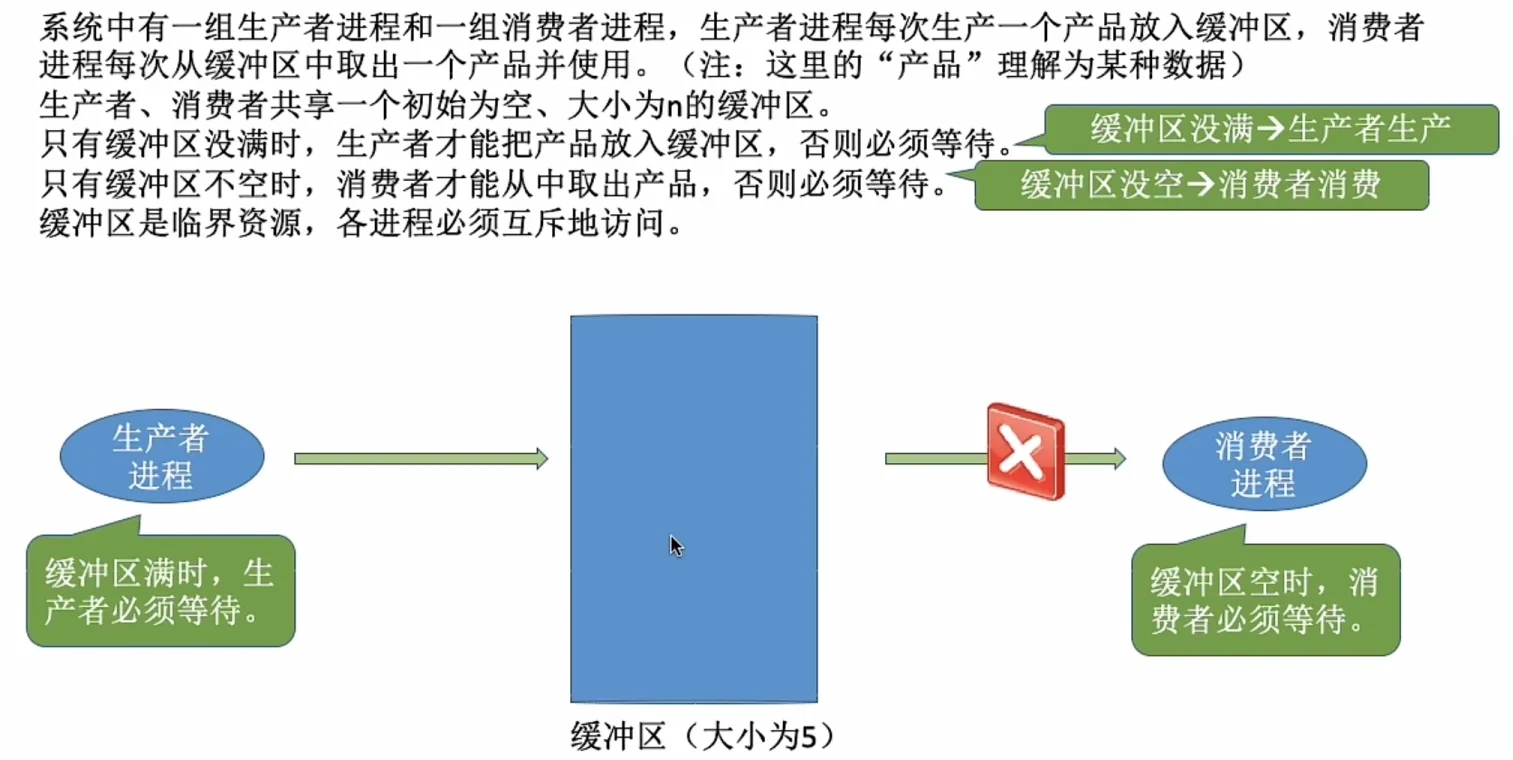 系统中有一组生产者进程和一组消费者进程，生产者进程每次生产一个产品放入缓冲区，消费者
进程每次从缓冲区中取出一个产品并使用。（注：这里的“产品”理解为某种数据）
生产者、消费者共享一个初始为空、大小为n的缓冲区。
只有缓冲区没满时，生产者才能把产品放入缓冲区，否则必须等待。
缓冲区没满→生产者生产
只有缓冲区不空时，消费者才能从中取出产品，否则必须等待。
缓冲区没空→消费者消费
缓冲区是临界资源，各进程必须互斥地访问。
生产者
进程
消费者
进程
缓冲区满时，生
产者必须等待。
缓冲区空时，消
费者必须等待。
缓冲区（大小为5）